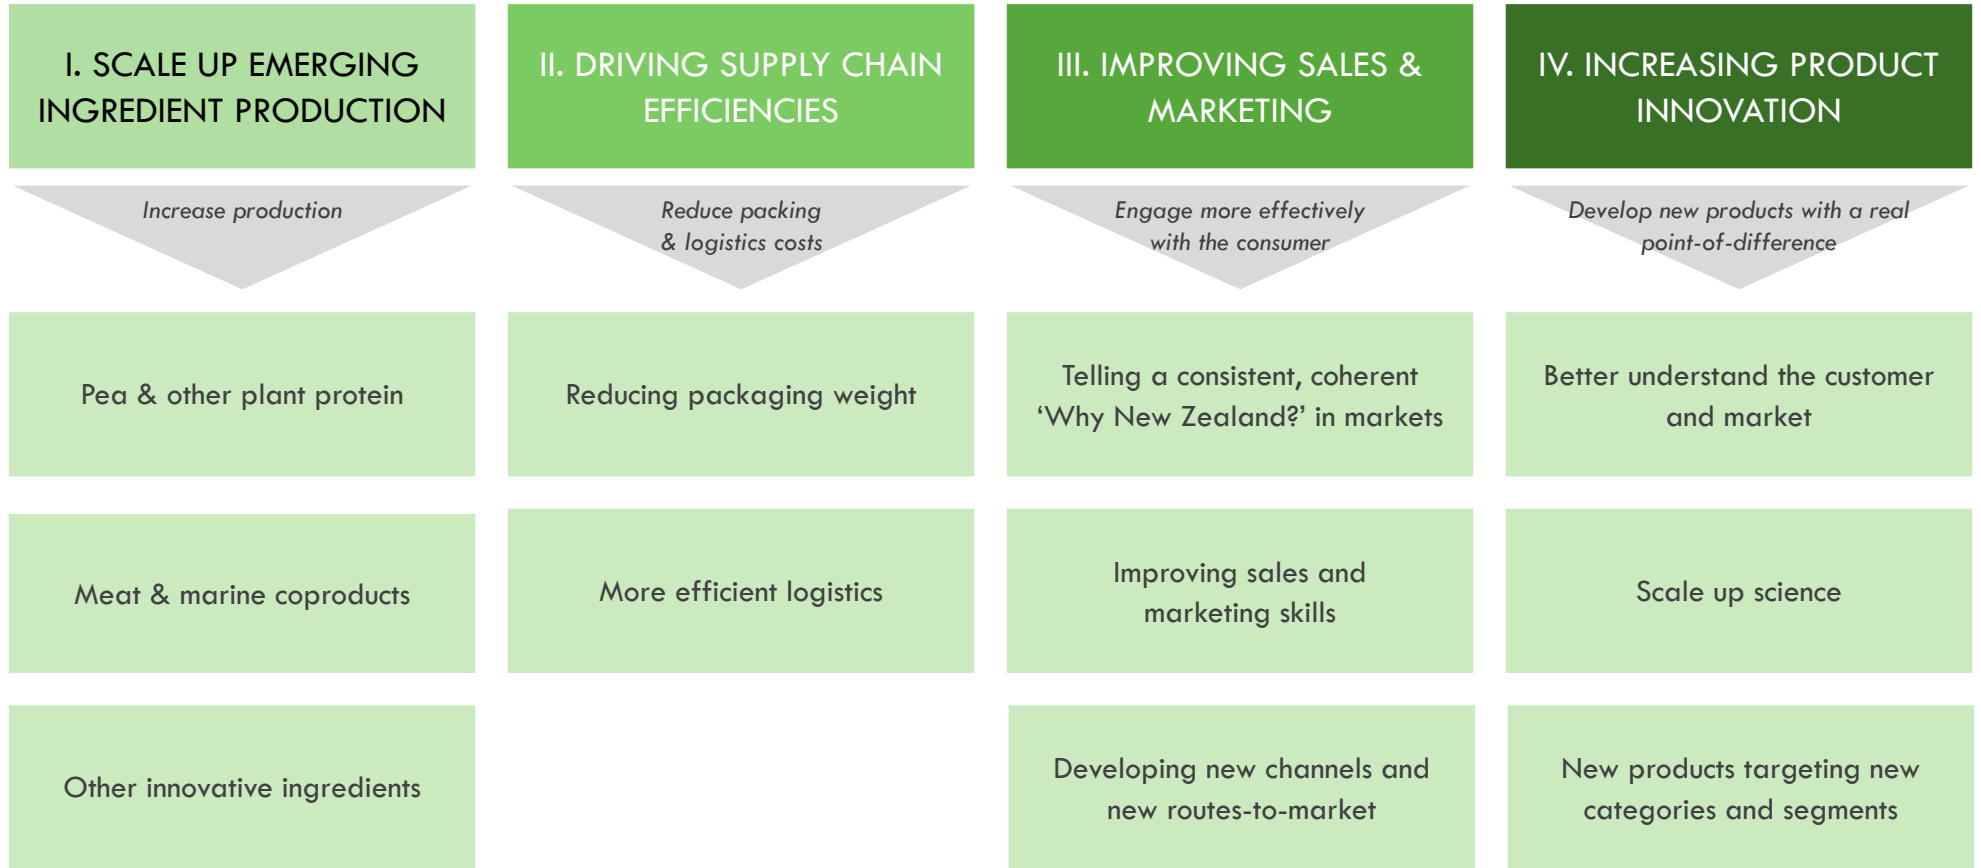 I. SCALE UP EMERGING
INGREDIENT PRODUCTION
II. DRIVING SUPPLY CHAIN
EFFICIENCIES
III. IMPROVING SALES &
MARKETING
IV. INCREASING PRODUCT
INNOVATION
Increase production
Reduce packing
& logistics costs
Engage more effectively
with the consumer
Develop new products with a real
point-of-difference
Pea & other plant protein
Reducing packaging weight
Telling a consistent, coherent
‘Why New Zealand?’ in markets
Better understand the customer
and market
Meat & marine coproducts
More efficient logistics
Improving sales and
marketing skills
Scale up science
Other innovative ingredients
Developing new channels and
new routes-to-market
New products targeting new
categories and segments